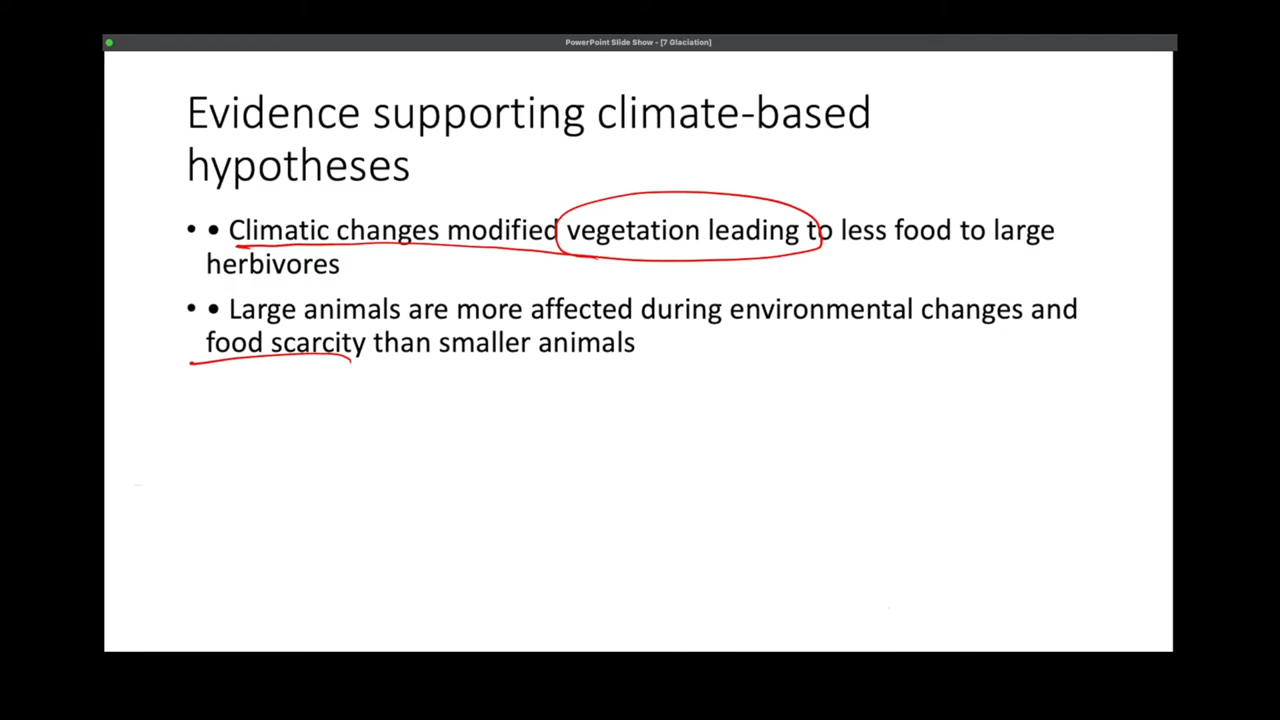 PowerPoint Slide Show - [7 Glaciation]
Evidence supporting climate-based
hypotheses
• • Climatic changes modified vegetation leading to less food to large
herbivores
• • Large animals are more affected during environmental changes and
food scarcity than smaller animals